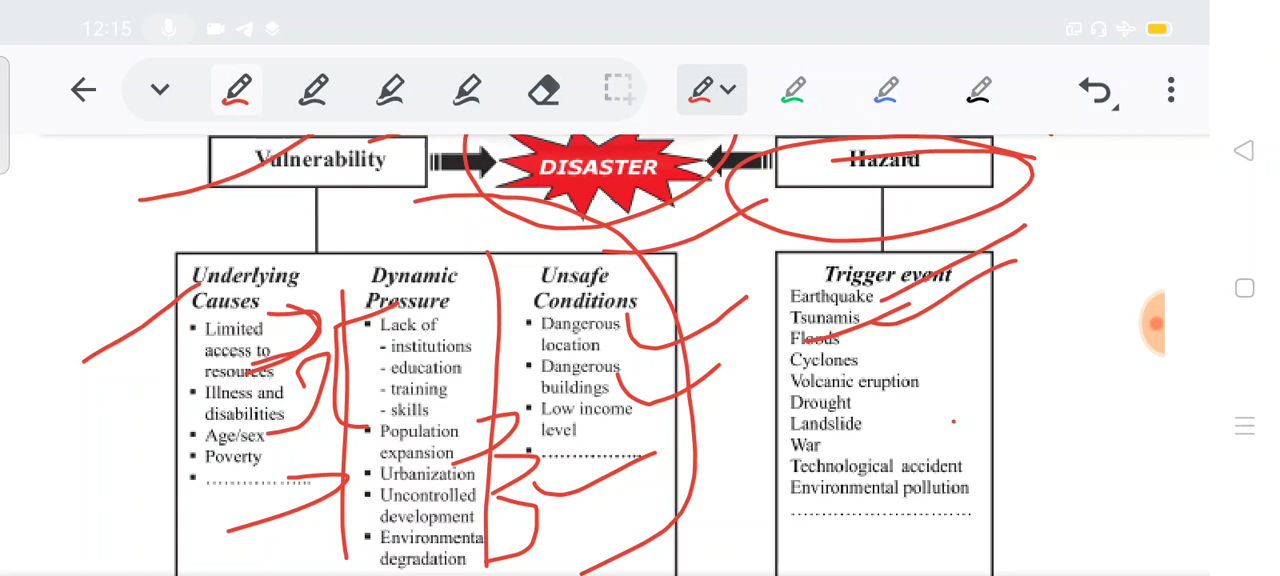 12:15
Vulnerability
DISASTER
Hazard
Underlying
Causes
▪ Limited
access to
resources
▪ Illness and
disabilities
▪ Age/sex
▪ Poverty
▪ ....................
Dynamic
Pressure
▪ Lack of
- institutions
- education
- training
- skills
▪ Population
expansion
▪ Urbanization
▪ Uncontrolled
development
▪ Environmenta
degradation
Unsafe
Conditions
▪ Dangerous
location
▪ Dangerous
buildings
▪ Low income
level
▪ ....................
Trigger event
Earthquake
Tsunamis
Floods
Cyclones
Volcanic eruption
Drought
Landslide
War
Technological accident
Environmental pollution
..............................